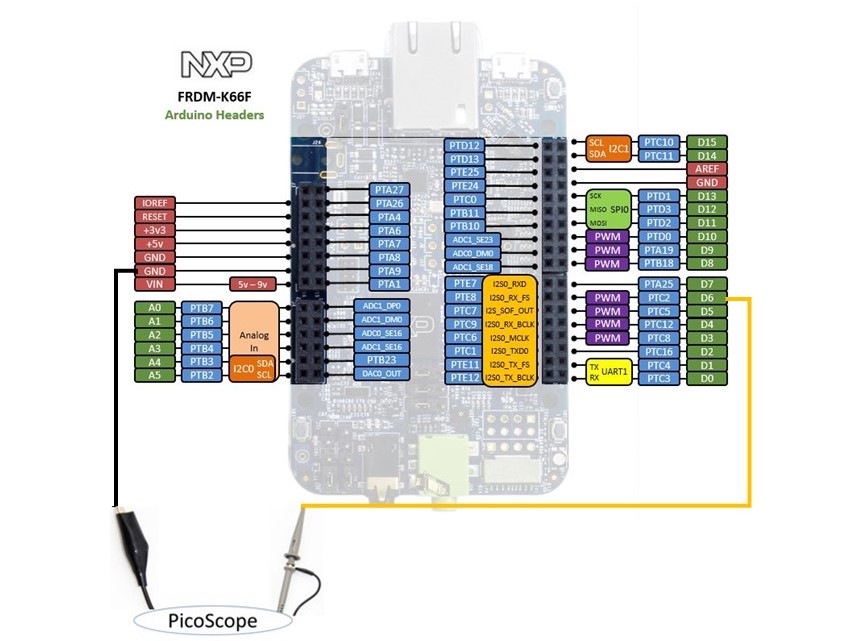 NXP
FRDM-K66F
Arduino Headers
J24
IOREF
RESET
+3v3
+5v
GND
GND
VIN
5v – 9v
PTA27
PTA26
PTA4
PTA6
PTA7
PTA8
PTA9
PTA1
A0 PTB7
A1 PTB6
A2 PTB5
A3 PTB4
A4 PTB3
A5 PTB2
Analog
In
I2C0 SDA
SCL
ADC1_DP0
ADC1_DM0
ADC0_SE16
ADC1_SE16
PTB23
DAC0_OUT
PTD12
PTD13
PTE25
PTE24
PTC0
PTB11
PTB10
ADC1_SE23
ADC0_DM0
ADC1_SE18
PTE7 I2S0_RXD
PTE8 I2S0_RX_FS
PTC7 I2S_SOF_OUT
PTC9 I2S0_RX_BCLK
PTC6 I2S0_MCLK
PTC1 I2S0_TXD0
PTE11 I2S0_TX_FS
PTE12 I2S0_TX_BCLK
SCL I2C1 PTC10 D15
SDA PTC11 D14
AREF
GND
SCK PTD1 D13
MISO SPI0 PTD3 D12
MOSI PTD2 D11
PWM PTD0 D10
PWM PTA19 D9
PWM PTB18 D8
PTA25 D7
PWM PTC2 D6
PWM PTC5 D5
PWM PTC12 D4
PWM PTC8 D3
PTC16 D2
TX UART1 PTC4 D1
RX PTC3 D0
PicoScope